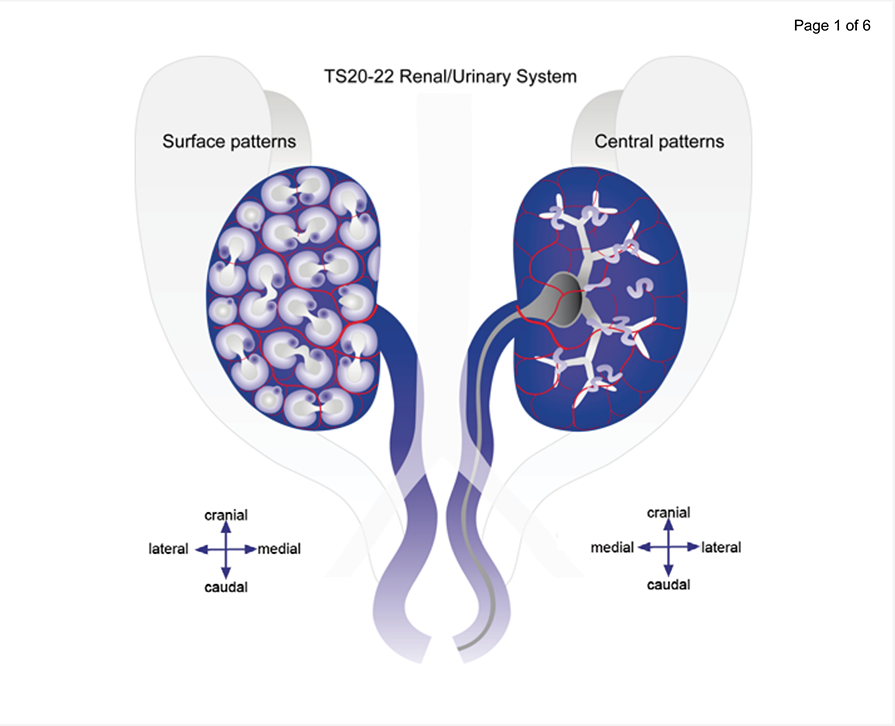 Page 1 of 6
TS20-22 Renal/Urinary System
Surface patterns
Central patterns
cranial
lateral medial
caudal
cranial
medial lateral
caudal